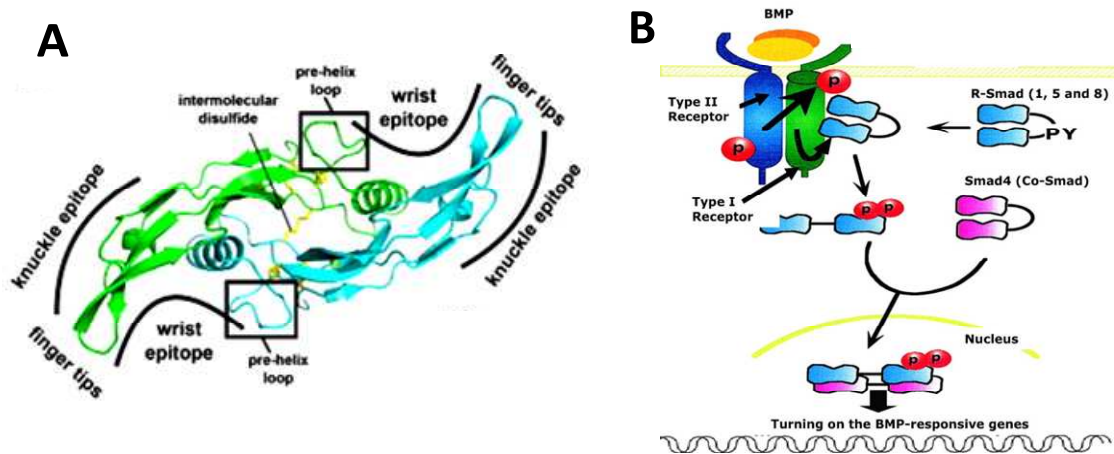 A
pre-helix
loop
wrist
epitope
finger tips
intermolecular
disulfide
knuckle epitope
knuckle epitope
finger tips
wrist
epitope
pre-helix
loop
B
BMP
P
Type II
Receptor
P
R-Smad (1, 5 and 8)
PY
Type I
Receptor
Smad4 (Co-Smad)
P P
Nucleus
P P
Turning on the BMP-responsive genes